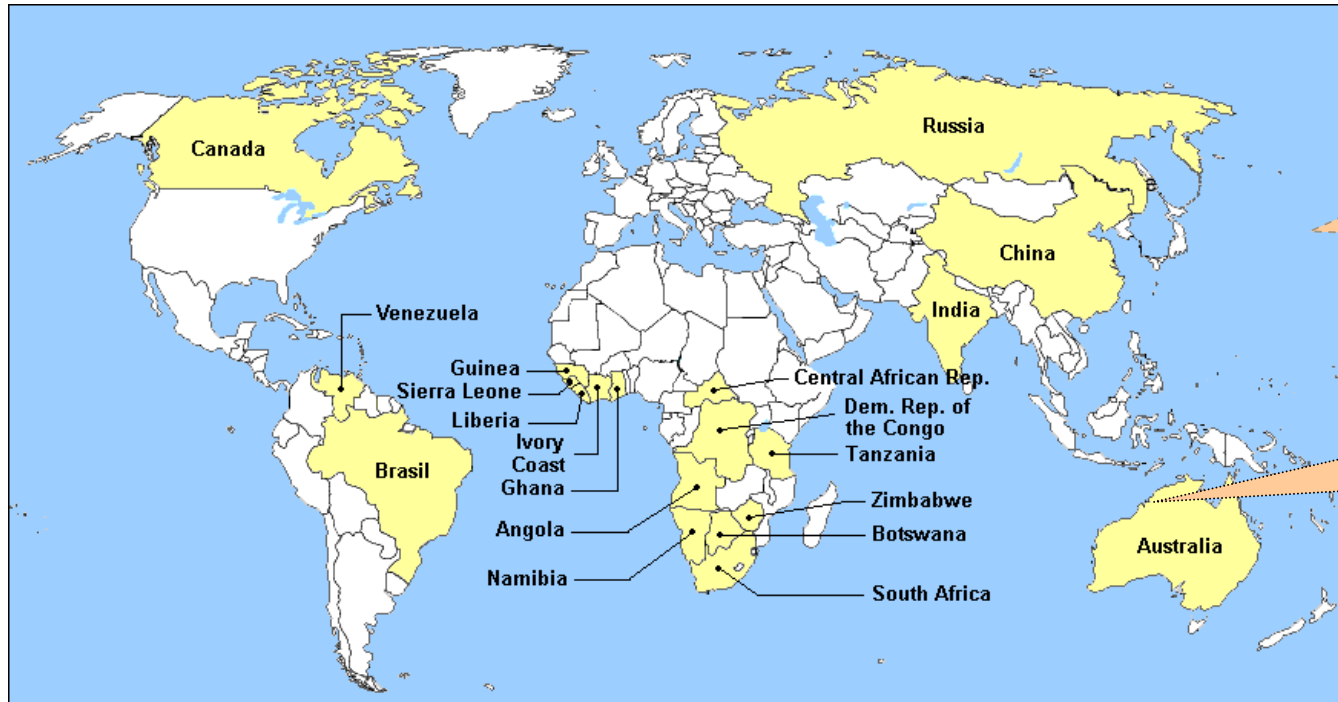 Canada
Russia
China
India
Venezuela
Guinea
Sierra Leone
Liberia
Ivory
Coast
Ghana
Central African Rep.
Dem. Rep. of
the Congo
Tanzania
Brasil
Angola
Zimbabwe
Botswana
Namibia
South Africa
Australia